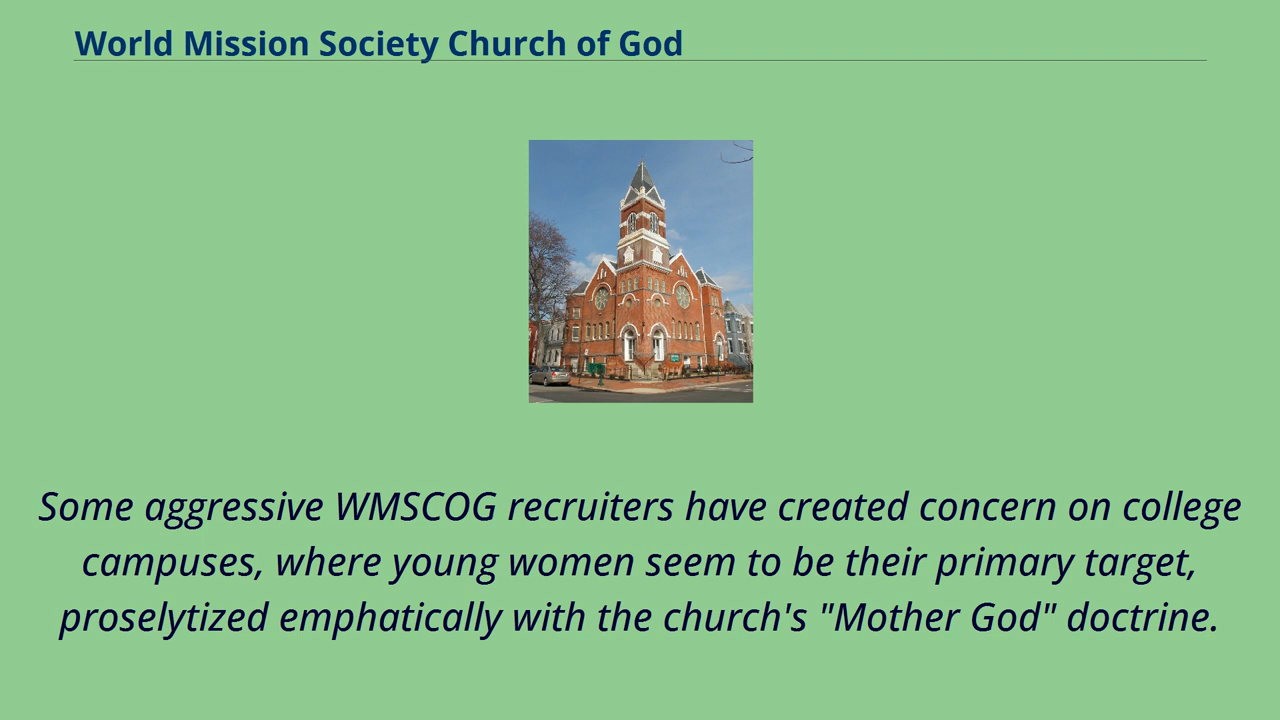 World Mission Society Church of God
Some aggressive WMSCOG recruiters have created concern on college
campuses, where young women seem to be their primary target,
proselytized emphatically with the church's "Mother God" doctrine.